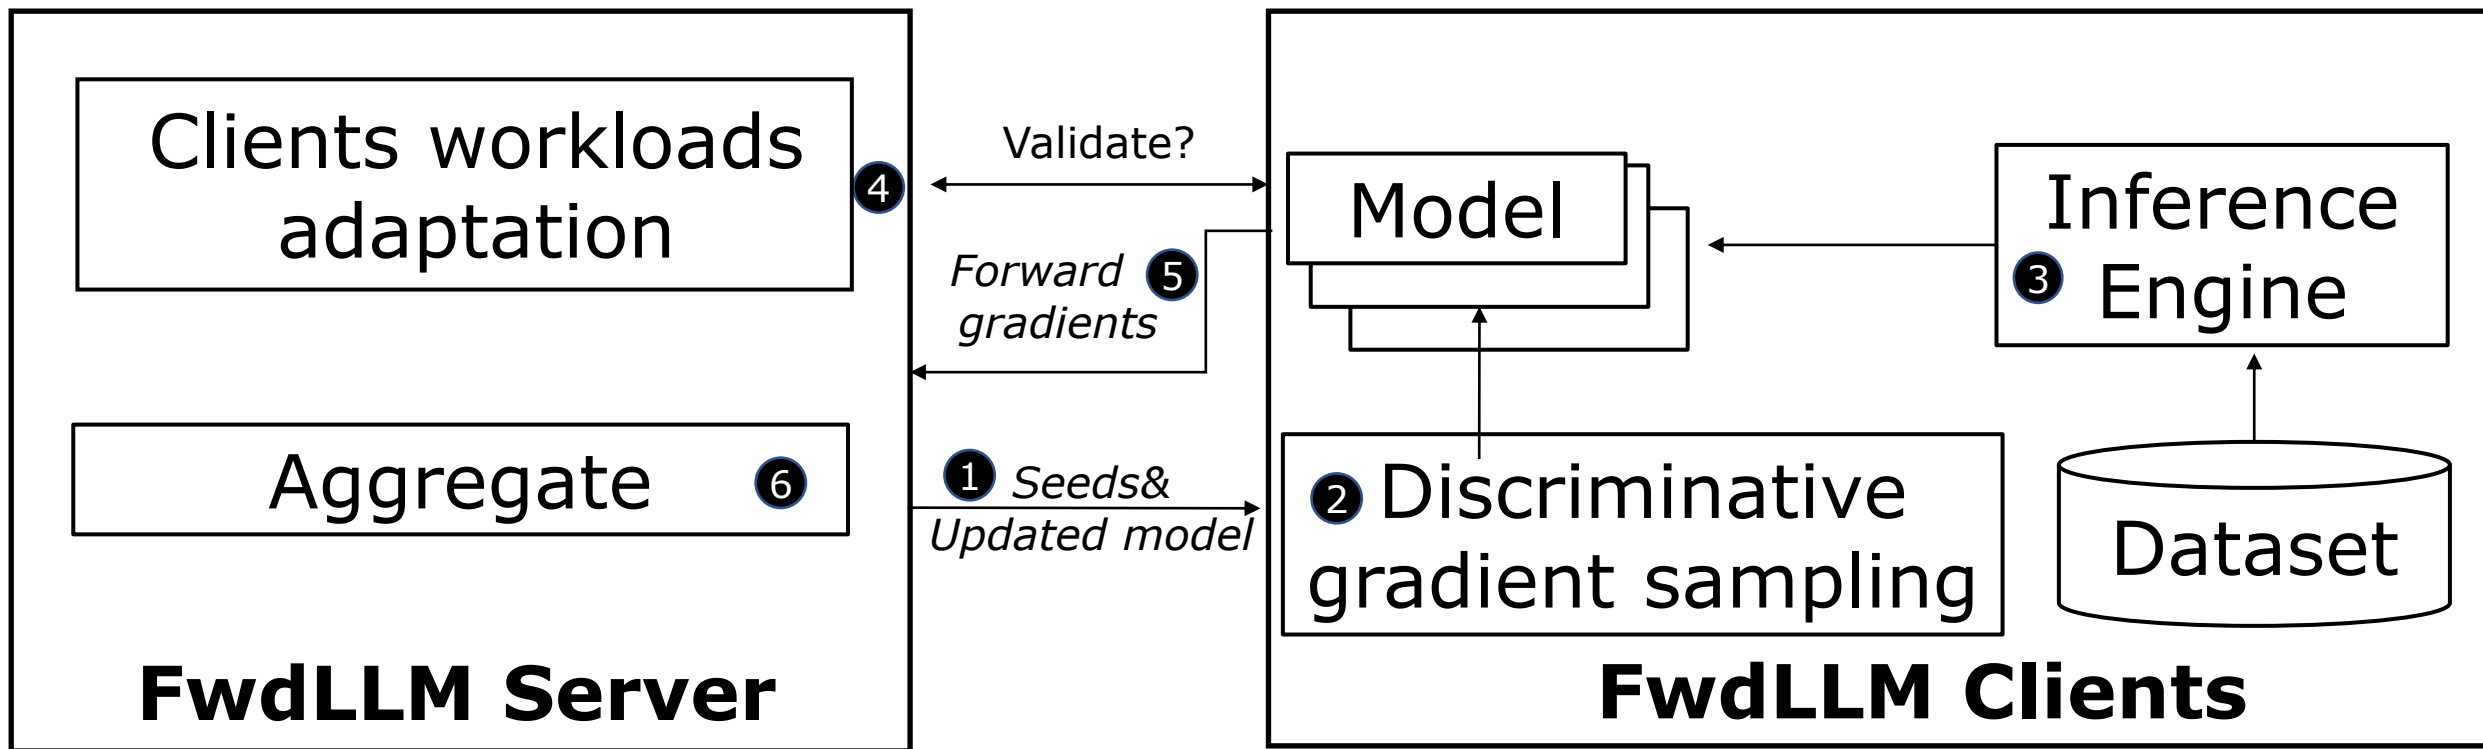 Clients workloads
adaptation
4
Aggregate
6
FwdLLM Server
Validate?
Forward
gradients
5
1
Seeds&
Updated model
Model
Inference
Engine
3
2
Discriminative
gradient sampling
Dataset
FwdLLM Clients